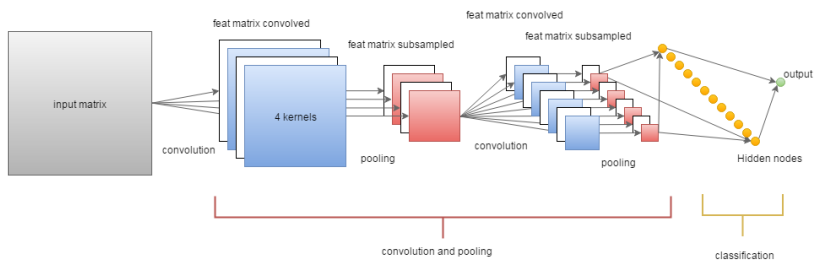 feat matrix convolved
feat matrix convolved
feat matrix subsampled
feat matrix subsampled
input matrix
4 kernels
output
convolution
pooling
convolution
pooling
Hidden nodes
convolution and pooling
classification